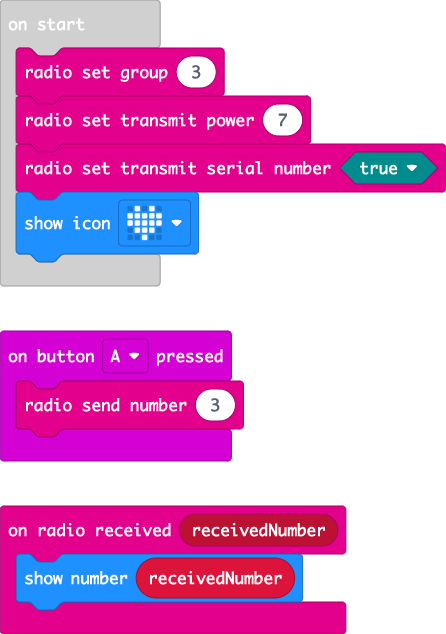 on start
radio set group 3
radio set transmit power 7
radio set transmit serial number true
show icon
on button A pressed
radio send number 3
on radio received receivedNumber
show number receivedNumber